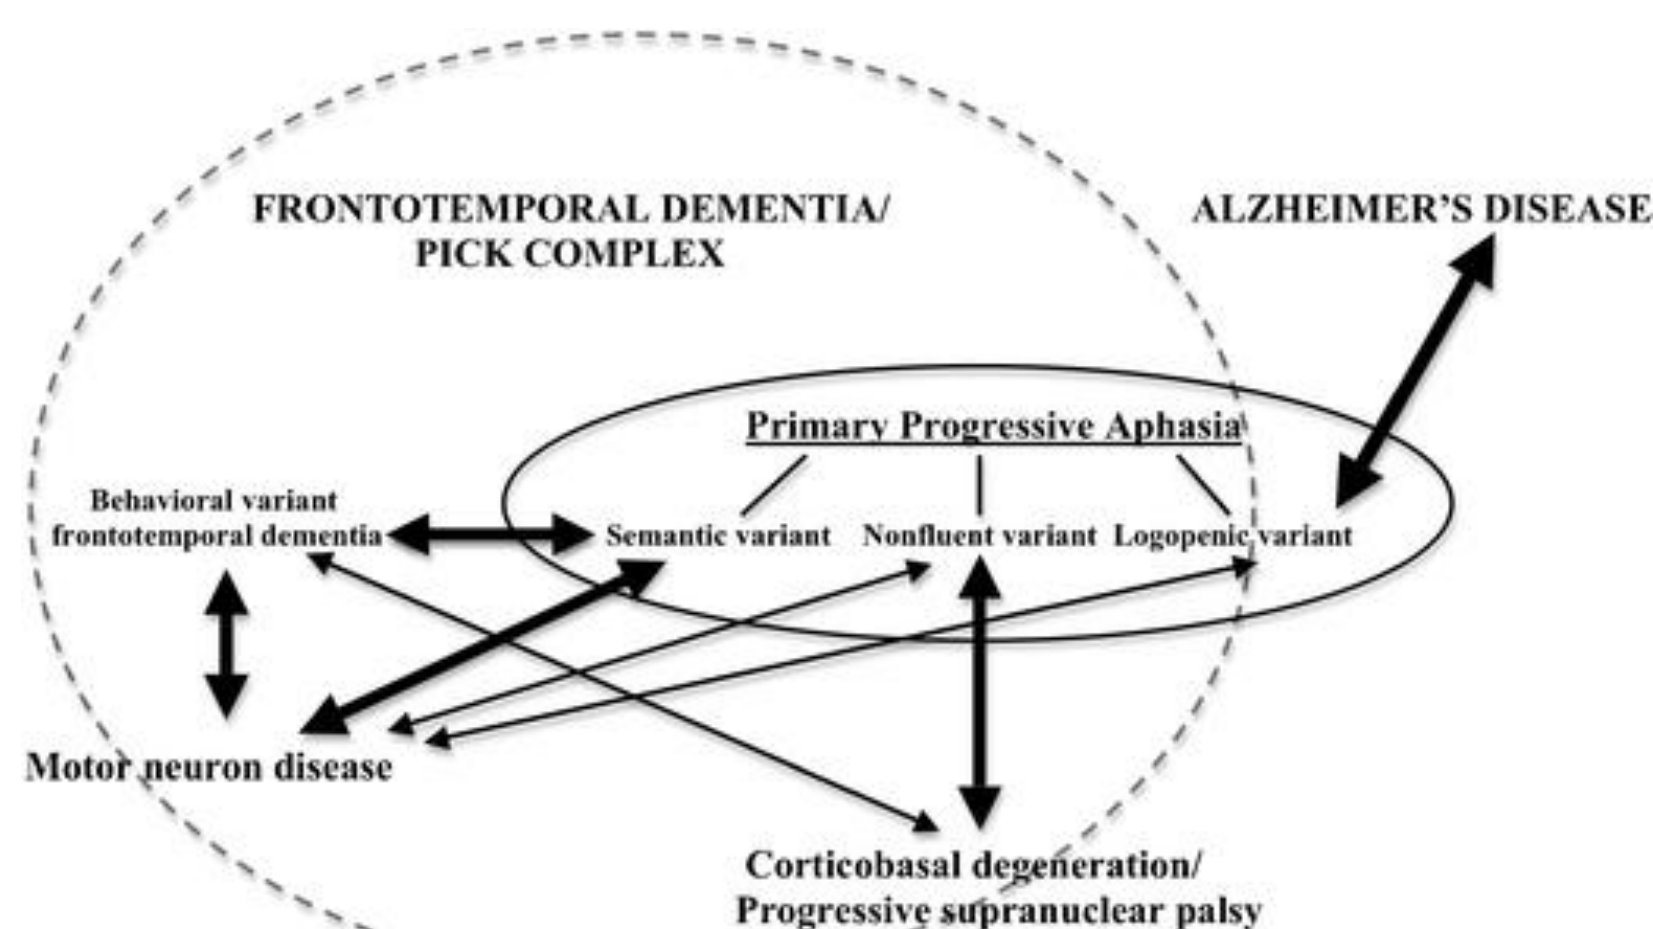 FRONTOTEMPORAL DEMENTIA/
PICK COMPLEX
ALZHEIMER'S DISEASE
Primary Progressive Aphasia
Behavioral variant
frontotemporal dementia
Semantic variant
Nonfluent variant
Logopenic variant
Motor neuron disease
Corticobasal degeneration/
Progressive supranuclear palsy